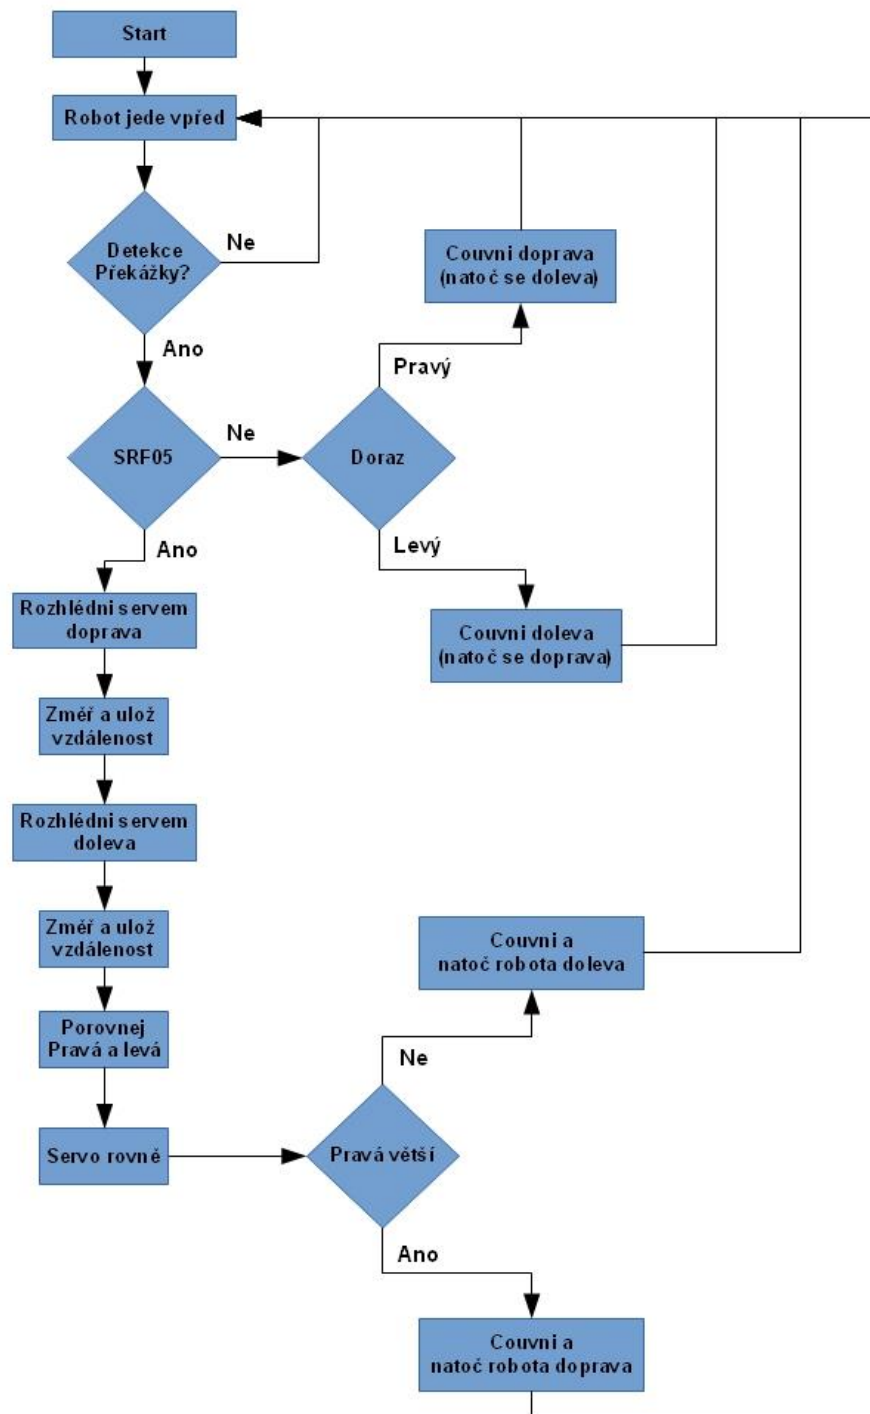 Start
Robot jede vpřed
Detekce
Překážky?
Ne
Couvni doprava
(natoč se doleva)
Ano
Pravý
SRF05
Ne
Doraz
Ano
Levý
Rozhlédni servem
doprava
Couvni doleva
(natoč se doprava)
Změř a ulož
vzdálenost
Rozhlédni servem
doleva
Změř a ulož
vzdálenost
Couvni a
natoč robota doleva
Porovnej
Pravá a levá
Ne
Servo rovně
Pravá větší
Ano
Couvni a
natoč robota doprava